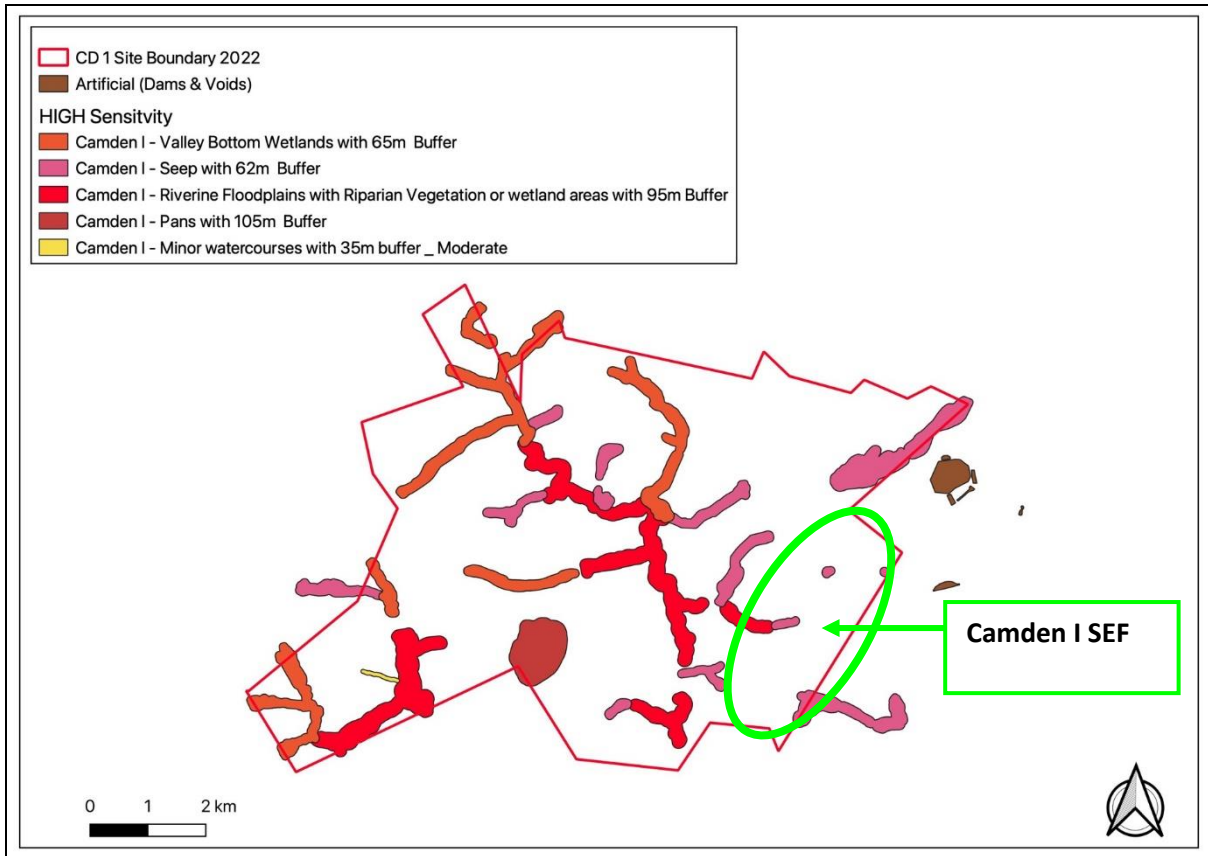 CD 1 Site Boundary 2022
Artificial (Dams & Voids)
HIGH Sensitvity
Camden I - Valley Bottom Wetlands with 65m Buffer
Camden I - Seep with 62m Buffer
Camden I - Riverine Floodplains with Riparian Vegetation or wetland areas with 95m Buffer
Camden I - Pans with 105m Buffer
Camden I - Minor watercourses with 35m buffer _ Moderate
Camden I SEF
0 1 2 km